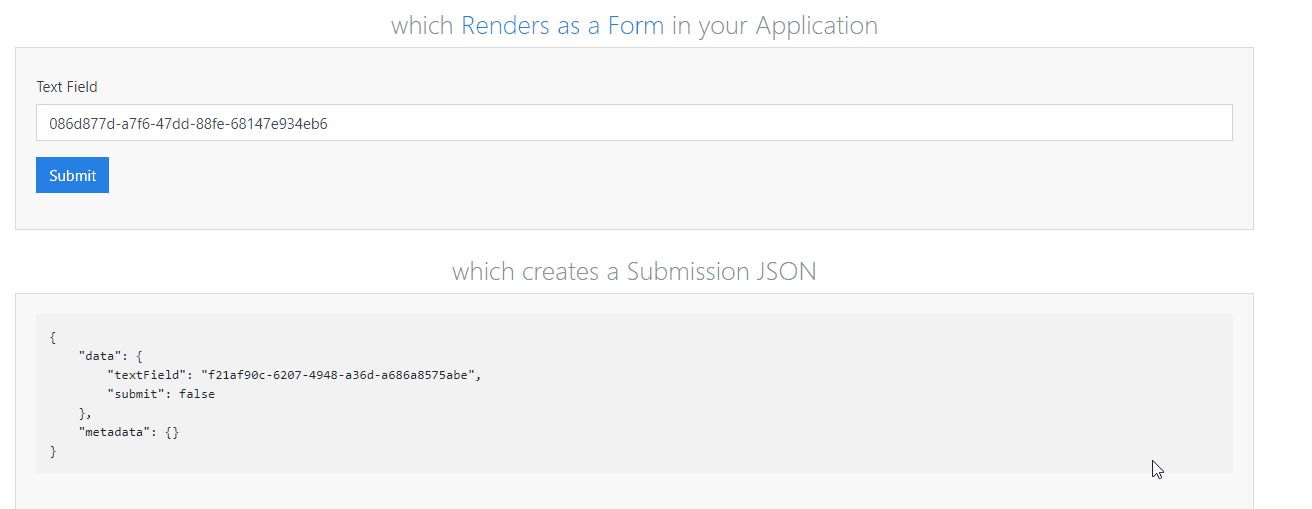 which Renders as a Form in your Application
Text Field
086d877d-a7f6-47dd-88fe-68147e934eb6
Submit
which creates a Submission JSON
{
    "data": {
        "textField": "f21af90c-6207-4948-a36d-a686a8575abe",
        "submit": false
    },
    "metadata": {}
}